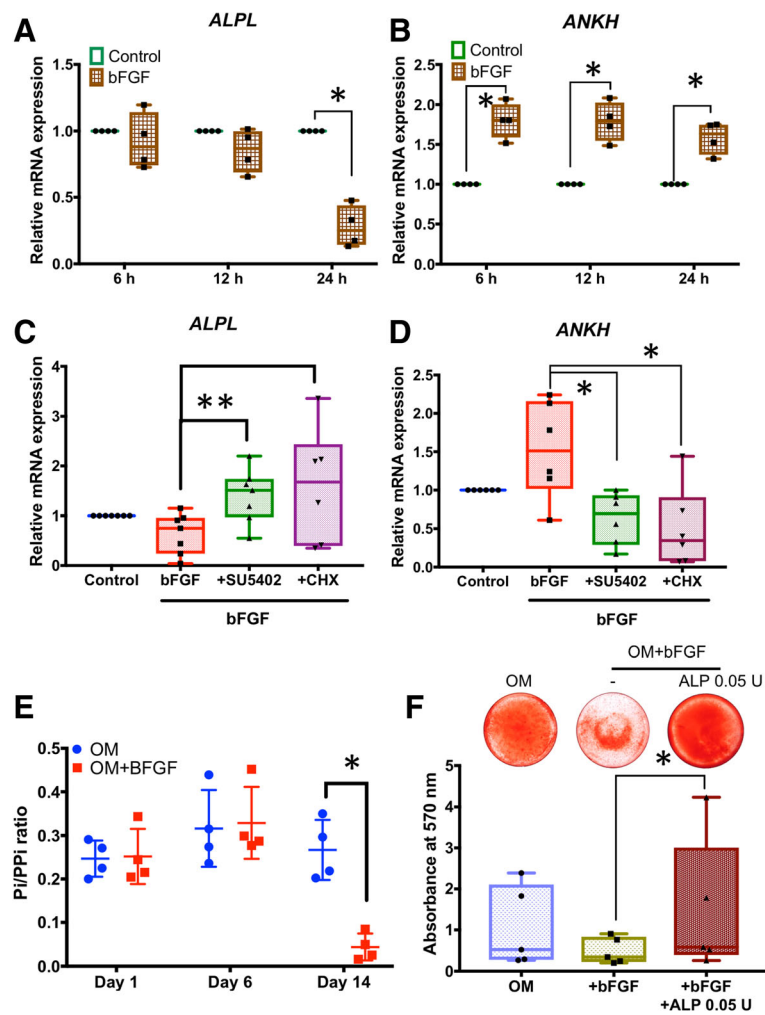 A
ALPL
Control
bFGF
Relative mRNA expression
1.5
1.0
0.5
0.0
*
6 h
12 h
24 h
B
ANKH
Control
bFGF
Relative mRNA expression
2.5
2.0
1.5
1.0
0.5
0.0
*
*
*
6 h
12 h
24 h
C
ALPL
Relative mRNA expression
4
3
2
1
0
**
Control
bFGF
+SU5402
+CHX
bFGF
D
ANKH
Relative mRNA expression
2.5
2.0
1.5
1.0
0.5
0.0
*
*
Control
bFGF
+SU5402
+CHX
bFGF
E
OM
OM+BFGF
Pi/PPi ratio
0.5
0.4
0.3
0.2
0.1
0.0
*
Day 1
Day 6
Day 14
F
OM+bFGF
OM
-
ALP 0.05 U
Absorbance at 570 nm
5
4
3
2
1
0
*
OM
+bFGF
+bFGF
+ALP 0.05 U